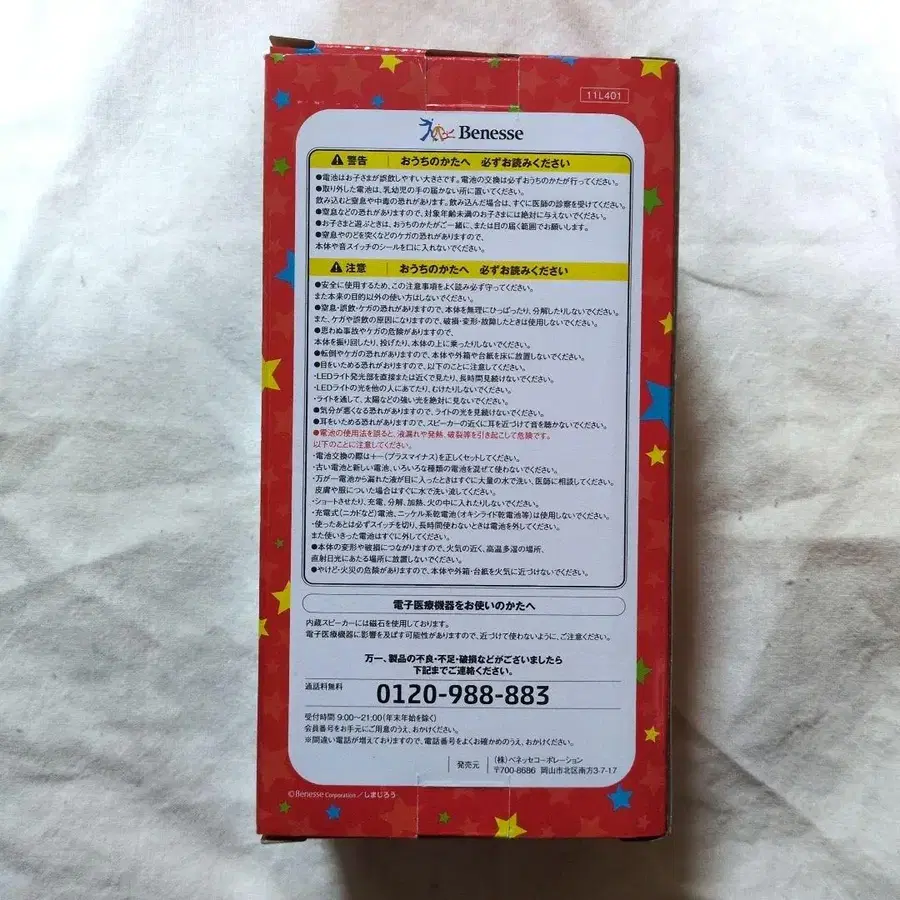 11L401
Benesse
警告 おうちのかたへ 必ずお読みください
●電池はお子さまが誤飲しやすい大きさです。電池の交換は必ずおうちのかたが行ってください。
●取り外した電池は、乳幼児の手の届かない所に置いてください。
飲み込むと窒息や中毒の恐れがあります。飲み込んだ場合は、すぐに医師の診察を受けてください。
●窒息などの恐れがありますので、対象年齢未満のお子さまには絶対に与えないでください。
●お子さまと遊ぶときは、おうちのかたがご一緒に、または目の届く範囲でお願いします。
●窒息やのどを突くなどのケガの恐れがありますので、
本体や音スイッチのシールを口に入れないでください。
注意 おうちのかたへ 必ずお読みください
●安全に使用するため、この注意事項をよく読み必ず守ってください。
また本来の目的以外の使い方はしないでください。
●窒息・誤飲・ケガの恐れがありますので、本体を無理にひっぱったり、分解したりしないでください。
また、ケガや誤飲の原因になりますので、破損・変形・故障したときは使用しないでください。
●思わぬ事故やケガの危険がありますので、
本体を振り回したり、投げたり、本体の上に乗ったりしないでください。
●転倒やケガの恐れがありますので、本体や外箱や台紙を床に放置しないでください。
●目をいためる恐れがおりますので、以下のことに注意してください。
・LEDライト発光部を直接または近くで見たり、長時間見続けないでください。
・LEDライトの光を他の人にあてたり、むけたりしないでください。
・ライトを通して、太陽などの強い光を絶対に見ないでください。
●気分が悪くなる恐れがありますので、ライトの光を見続けないでください。
●耳をいためる恐れがありますので、スピーカーの近くに耳を近づけて音を聴かないでください。
●電池の使用法を誤ると、液漏れや発熱、破裂等を引き起こして危険です。
以下のことに注意してください。
・電池交換の際は+−(プラスマイナス)を正しくセットしてください。
・古い電池と新しい電池、いろいろな種類の電池を混ぜて使わないでください。
・万が一電池から漏れた液が目に入ったときはすぐに大量の水で洗い、医師に相談してください。
皮膚や服についた場合はすぐに水で洗い流してください。
・ショートさせたり、充電、分解、加熱、火の中に入れたりしないでください。
・充電式(ニカドなど)電池、ニッケル系乾電池(オキシライド乾電池等)は使用しないでください。
・使ったあとは必ずスイッチを切り、長時間使わないときは電池を外してください。
また使いきった電池はすぐに外してください。
●本体の変形や破損につながりますので、火気の近く、高温多湿の場所、
直射日光にあたる場所に放置しないでください。
●やけど・火災の危険がありますので、本体や外箱・台紙を火気に近づけないでください。
電子医療機器をお使いのかたへ
内蔵スピーカーには磁石を使用しております。
電子医療機器に影響を及ぼす可能性がありますので、近づけて使わないように、ご注意ください。
万一、製品の不良・不足・破損などがございましたら
下記までご連絡ください。
通話料無料 0120-988-883
受付時間 9:00〜21:00(年末年始を除く)
会員番号をお手元にご用意のうえ、おかけください。
※間違い電話が増えておりますので、電話番号をよくお確かめのうえ、おかけください。
発売元 (株)ベネッセコーポレーション
〒700-8686 岡山市北区南方3-7-17
©Benesse Corporation/しまじろう